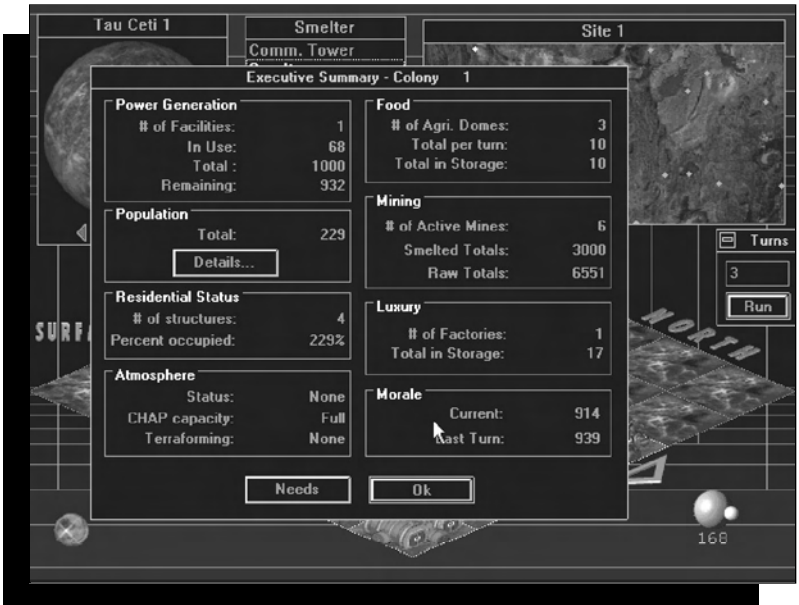 Tau Ceti 1
Smelter
Comm. Tower
Site 1
Executive Summary - Colony 1
Power Generation
# of Facilities: 1
In Use: 68
Total : 1000
Remaining: 932
Population
Total: 229
Details...
Residential Status
# of structures: 4
Percent occupied: 229%
Atmosphere
Status: None
CHAP capacity: Full
Terraforming: None
Food
# of Agri. Domes: 3
Total per turn: 10
Total in Storage: 10
Mining
# of Active Mines: 6
Smelted Totals: 3000
Raw Totals: 6551
Luxury
# of Factories: 1
Total in Storage: 17
Morale
Current: 914
Last Turn: 939
Needs
Ok
Turns
3
Run
SURF
NORTH
168